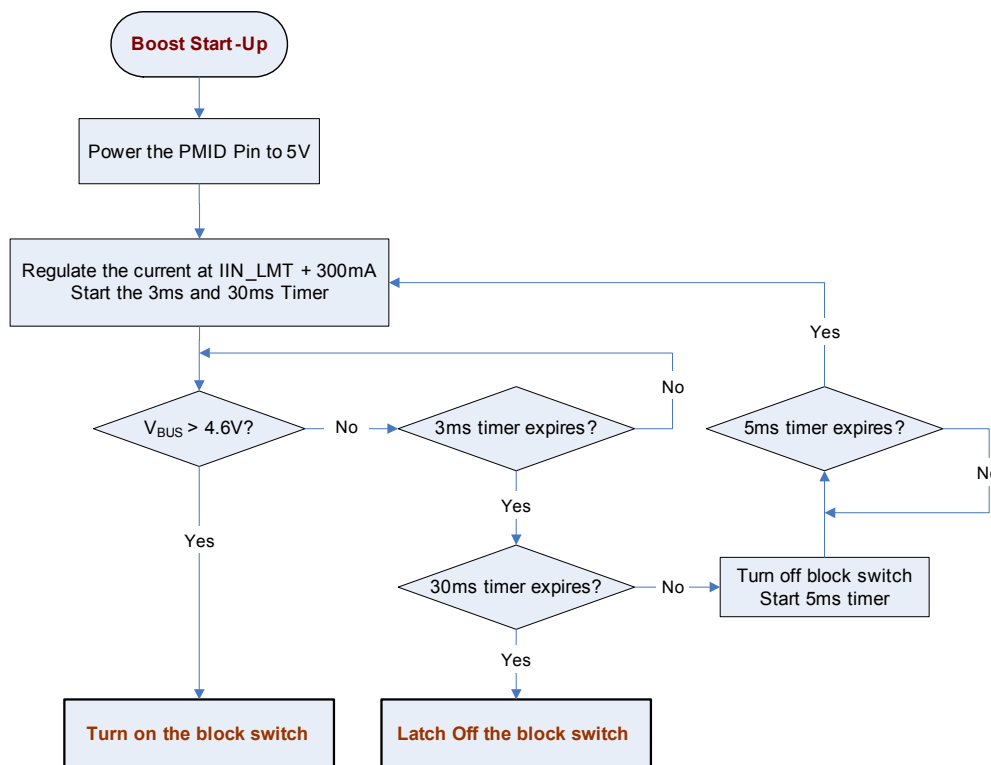 Boost Start-Up
Power the PMID Pin to 5V
Regulate the current at IIN_LMT + 300mA
Start the 3ms and 30ms Timer
Yes
No
V_BUS > 4.6V?
No
3ms timer expires?
5ms timer expires?
No
Yes
Yes
30ms timer expires?
No
Turn off block switch
Start 5ms timer
Yes
Turn on the block switch
Latch Off the block switch